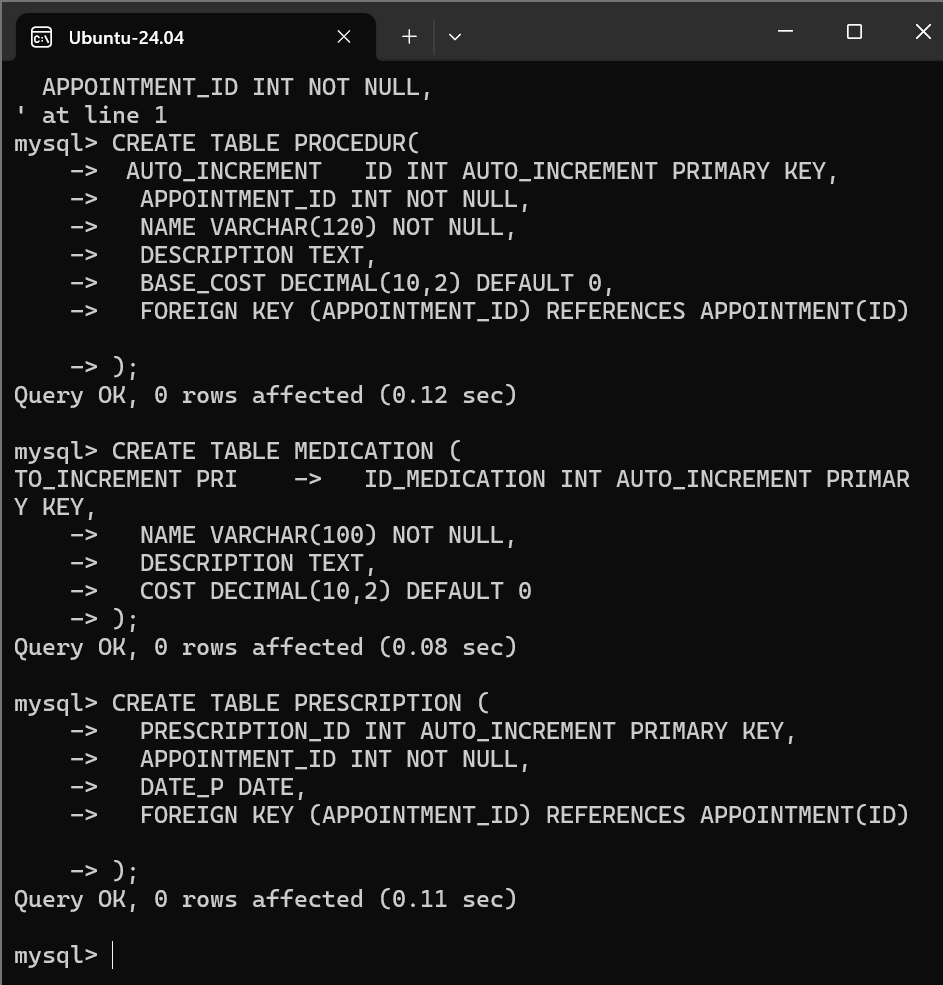 Ubuntu-24.04
  APPOINTMENT_ID INT NOT NULL,
' at line 1
mysql> CREATE TABLE PROCEDUR(
    ->  AUTO_INCREMENT   ID INT AUTO_INCREMENT PRIMARY KEY,
    ->   APPOINTMENT_ID INT NOT NULL,
    ->   NAME VARCHAR(120) NOT NULL,
    ->   DESCRIPTION TEXT,
    ->   BASE_COST DECIMAL(10,2) DEFAULT 0,
    ->   FOREIGN KEY (APPOINTMENT_ID) REFERENCES APPOINTMENT(ID)
    -> );
Query OK, 0 rows affected (0.12 sec)
mysql> CREATE TABLE MEDICATION (
TO_INCREMENT PRI    ->   ID_MEDICATION INT AUTO_INCREMENT PRIMAR
Y KEY,
    ->   NAME VARCHAR(100) NOT NULL,
    ->   DESCRIPTION TEXT,
    ->   COST DECIMAL(10,2) DEFAULT 0
    -> );
Query OK, 0 rows affected (0.08 sec)
mysql> CREATE TABLE PRESCRIPTION (
    ->   PRESCRIPTION_ID INT AUTO_INCREMENT PRIMARY KEY,
    ->   APPOINTMENT_ID INT NOT NULL,
    ->   DATE_P DATE,
    ->   FOREIGN KEY (APPOINTMENT_ID) REFERENCES APPOINTMENT(ID)
    -> );
Query OK, 0 rows affected (0.11 sec)
mysql>